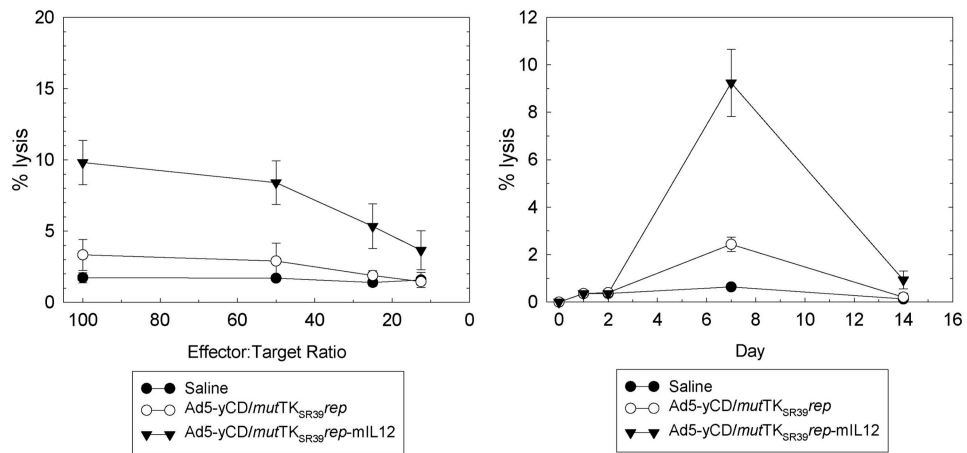 20
15
10
5
0
% lysis
100
80
60
40
20
0
Effector:Target Ratio
Saline
Ad5-yCD/mutTKSR39rep
Ad5-yCD/mutTKSR39rep-mIL12
12
10
8
6
4
2
0
% lysis
0
2
4
6
8
10
12
14
16
Day
Saline
Ad5-yCD/mutTKSR39rep
Ad5-yCD/mutTKSR39rep-mIL12